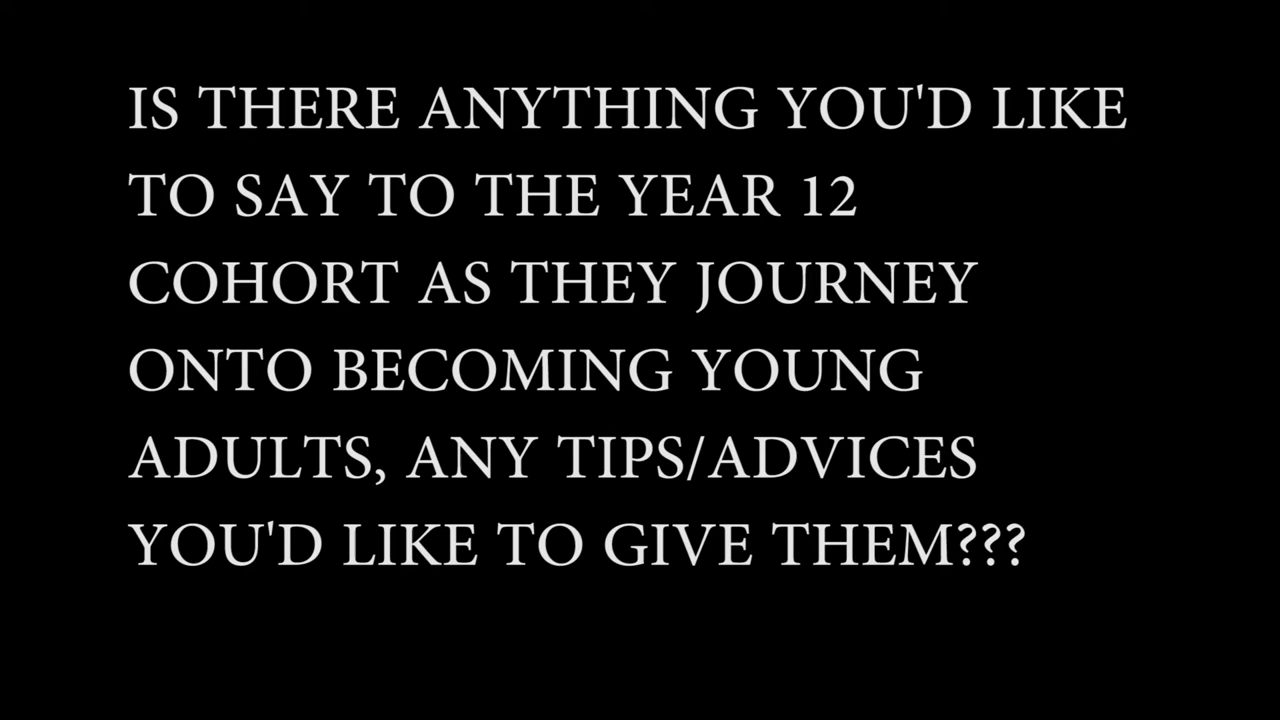 IS THERE ANYTHING YOU'D LIKE
TO SAY TO THE YEAR 12
COHORT AS THEY JOURNEY
ONTO BECOMING YOUNG
ADULTS, ANY TIPS/ADVICES
YOU'D LIKE TO GIVE THEM???